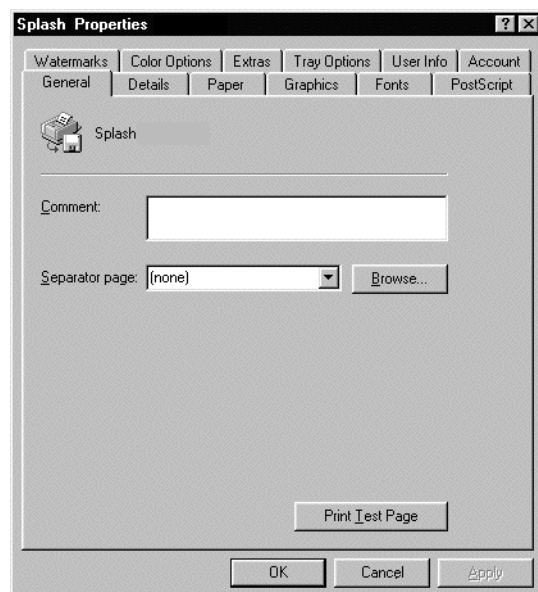 Splash Properties
Watermarks Color Options Extras Tray Options User Info Account
General Details Paper Graphics Fonts PostScript
Splash
Comment:
Separator page: (none) Browse...
Print Test Page
OK Cancel Apply